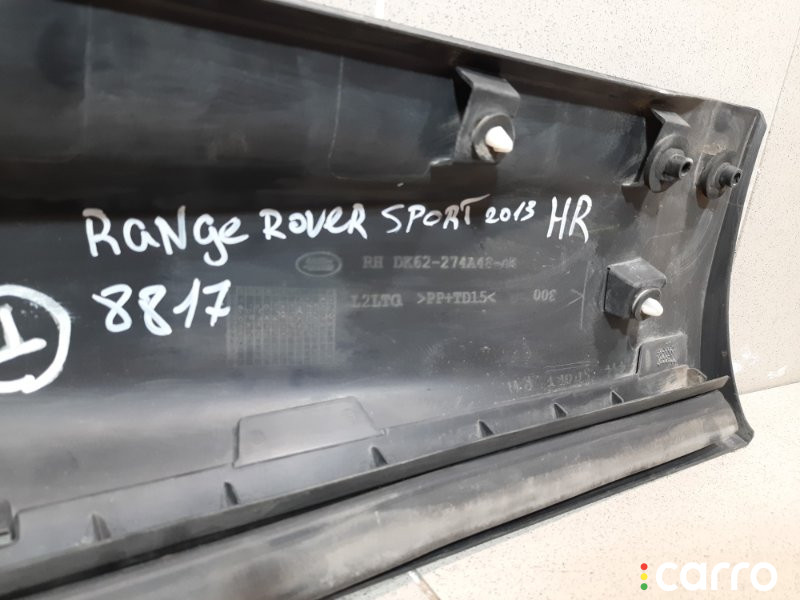 RANGE ROVER SPORT 2013 HR
8817
RH DK62-274A48-
L2LTG >PP+TD15<
T
carro